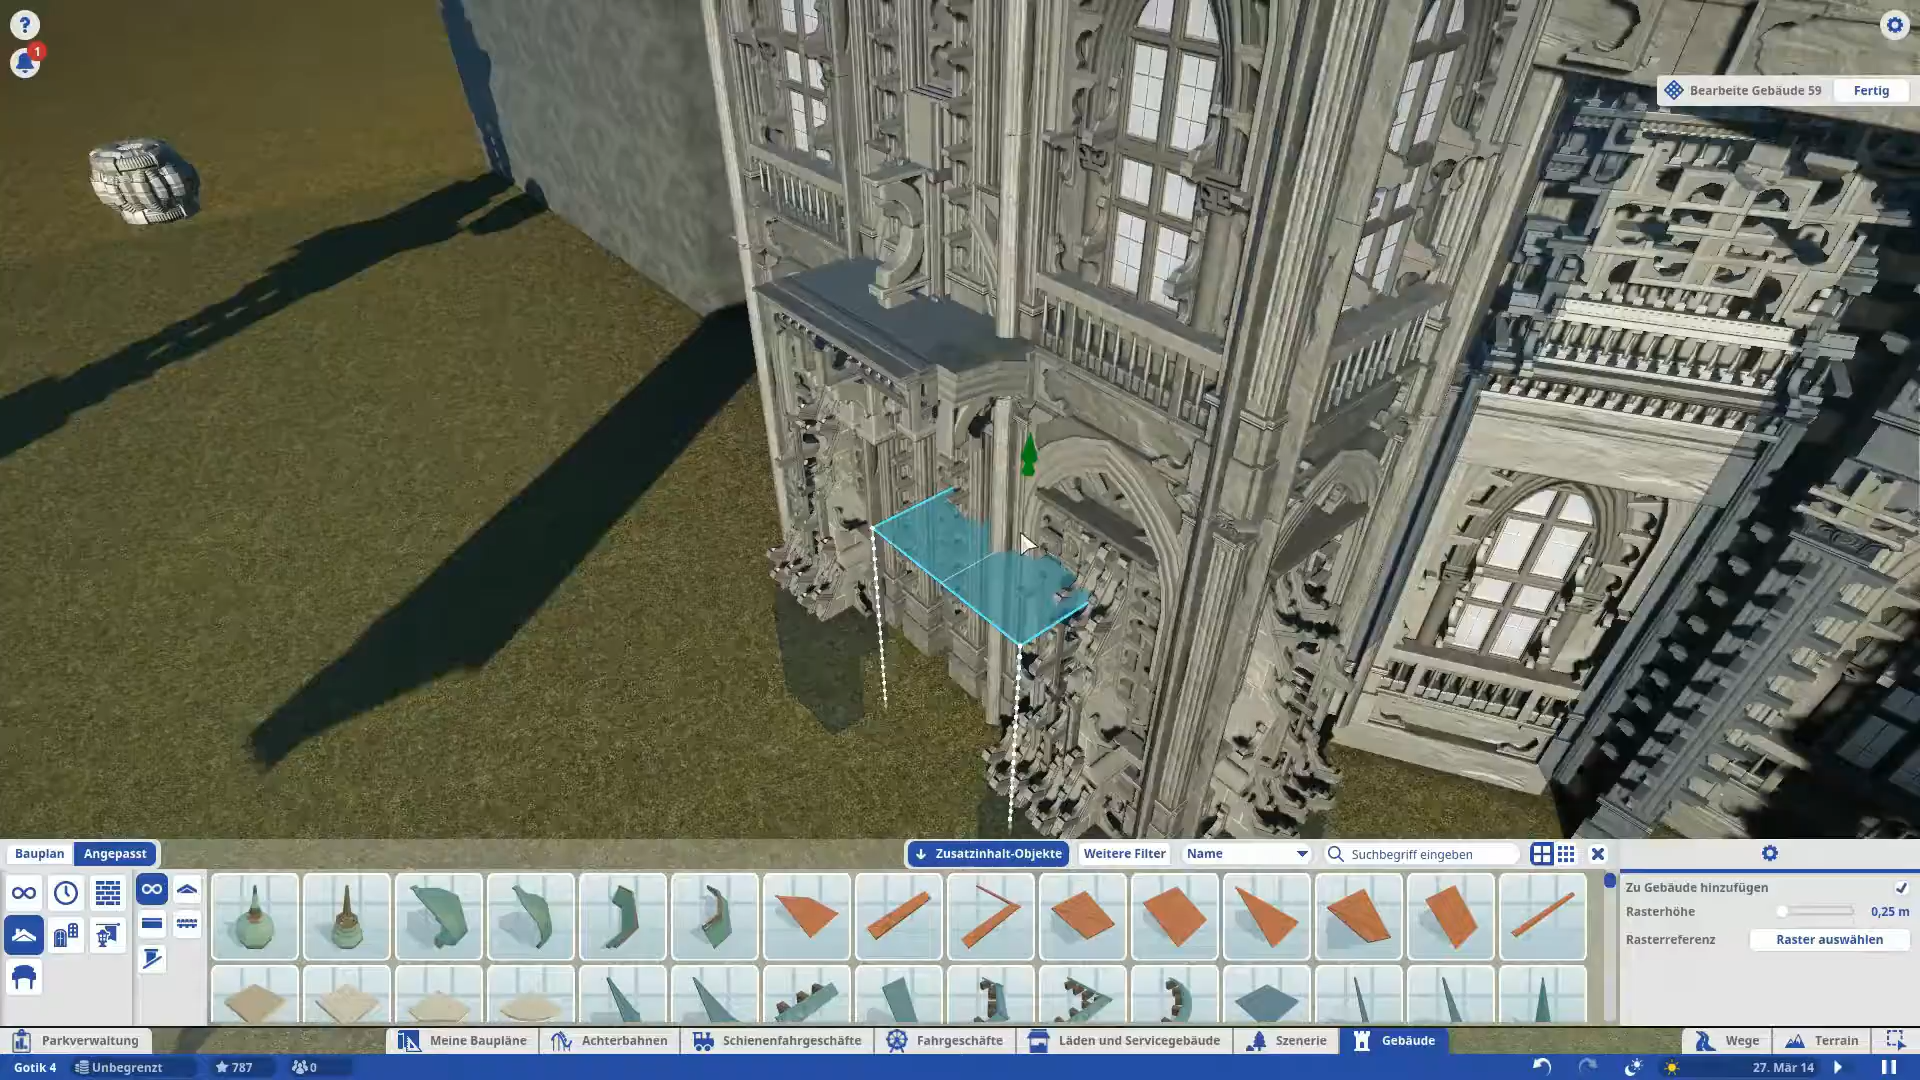 ?
1
Bearbeite Gebäude 59
Fertig
Bauplan
Angepasst
Zusatzinhalt-Objekte
Weitere Filter
Name
Suchbegriff eingeben
Zu Gebäude hinzufügen
Rasterhöhe
0,25 m
Rasterreferenz
Raster auswählen
Parkverwaltung
Meine Baupläne
Achterbahnen
Schienenfahrgeschäfte
Fahrgeschäfte
Läden und Servicegebäude
Szenerie
Gebäude
Wege
Terrain
Gotik 4
Unbegrenzt
787
0
27. Mär 14